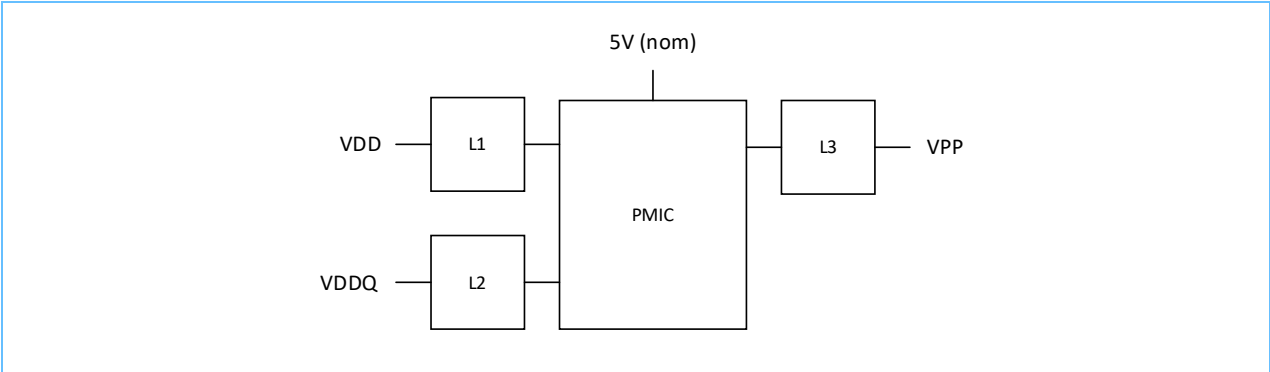 5V (nom)
VDD
L1
L3
VPP
PMIC
VDDQ
L2